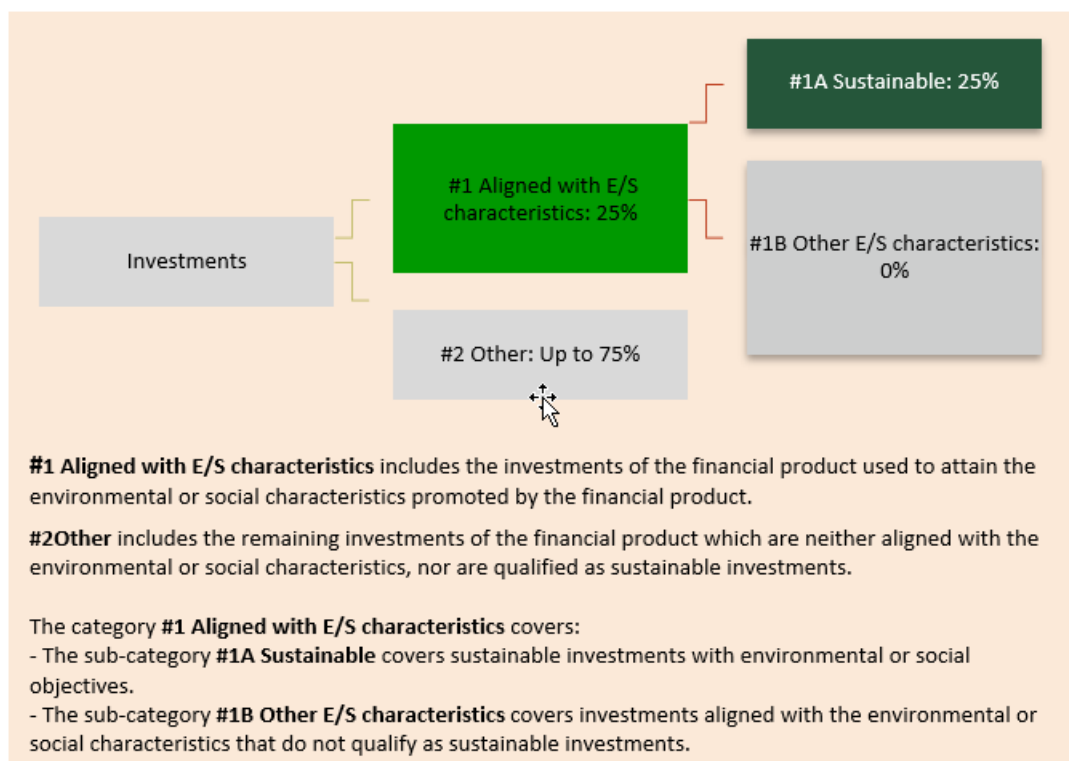 #1A Sustainable: 25%
#1 Aligned with E/S
characteristics: 25%
#1B Other E/S characteristics:
0%
Investments
#2 Other: Up to 75%
#1 Aligned with E/S characteristics includes the investments of the financial product used to attain the
environmental or social characteristics promoted by the financial product.
#2Other includes the remaining investments of the financial product which are neither aligned with the
environmental or social characteristics, nor are qualified as sustainable investments.
The category #1 Aligned with E/S characteristics covers:
- The sub-category #1A Sustainable covers sustainable investments with environmental or social
objectives.
- The sub-category #1B Other E/S characteristics covers investments aligned with the environmental or
social characteristics that do not qualify as sustainable investments.